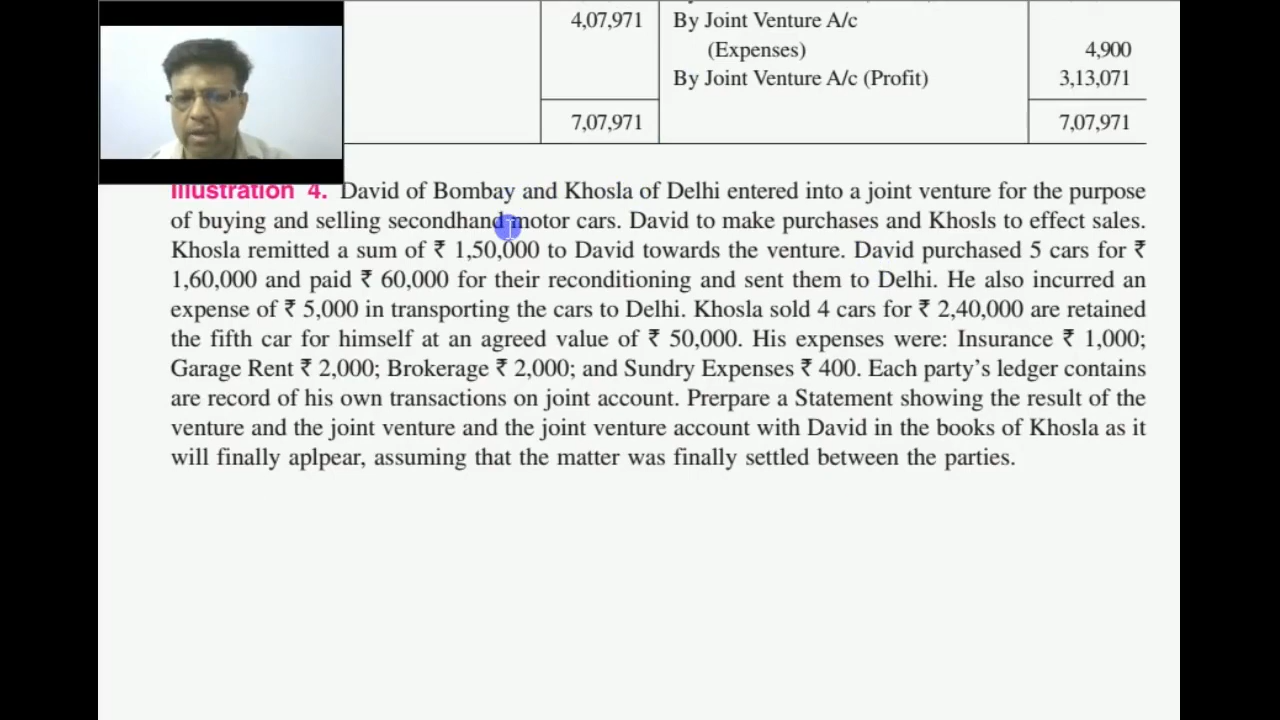 4,07,971 By Joint Venture A/c
(Expenses) 4,900
By Joint Venture A/c (Profit) 3,13,071
7,07,971 7,07,971
Illustration 4. David of Bombay and Khosla of Delhi entered into a joint venture for the purpose
of buying and selling secondhand motor cars. David to make purchases and Khosls to effect sales.
Khosla remitted a sum of ₹ 1,50,000 to David towards the venture. David purchased 5 cars for ₹
1,60,000 and paid ₹ 60,000 for their reconditioning and sent them to Delhi. He also incurred an
expense of ₹ 5,000 in transporting the cars to Delhi. Khosla sold 4 cars for ₹ 2,40,000 are retained
the fifth car for himself at an agreed value of ₹ 50,000. His expenses were: Insurance ₹ 1,000;
Garage Rent ₹ 2,000; Brokerage ₹ 2,000; and Sundry Expenses ₹ 400. Each party's ledger contains
are record of his own transactions on joint account. Prerpare a Statement showing the result of the
venture and the joint venture and the joint venture account with David in the books of Khosla as it
will finally aplpear, assuming that the matter was finally settled between the parties.